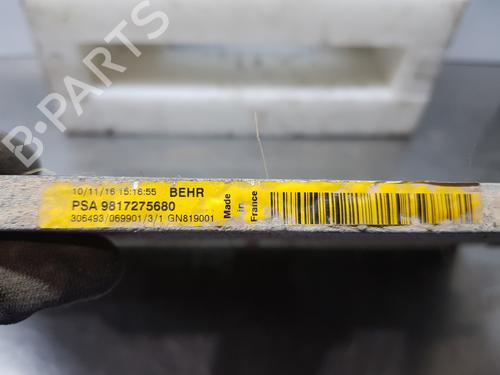 B-PARTS
10/11/16 15:16:55 BEHR
PSA 9817275680
306493/069901/3/1 GN819001
Made
in
France